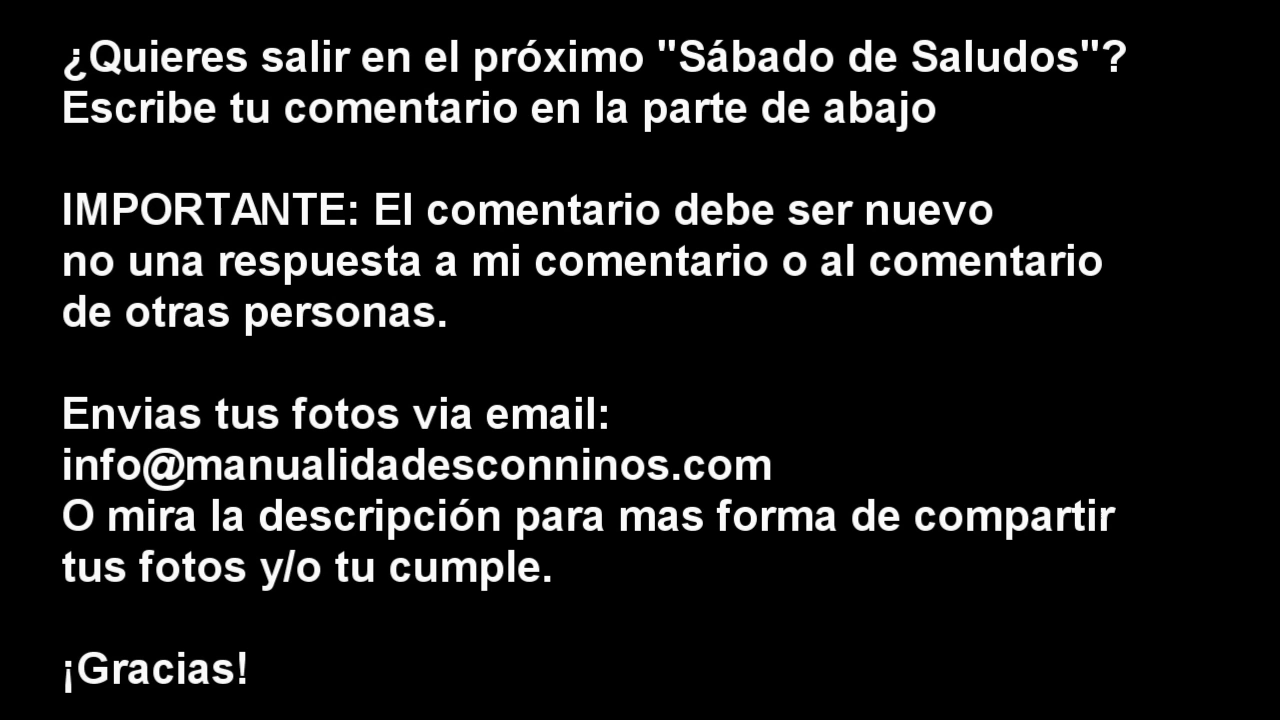 ¿Quieres salir en el próximo "Sábado de Saludos"?
Escribe tu comentario en la parte de abajo
IMPORTANTE: El comentario debe ser nuevo
no una respuesta a mi comentario o al comentario
de otras personas.
Envias tus fotos via email:
info@manualidadesconninos.com
O mira la descripción para mas forma de compartir
tus fotos y/o tu cumple.
¡Gracias!